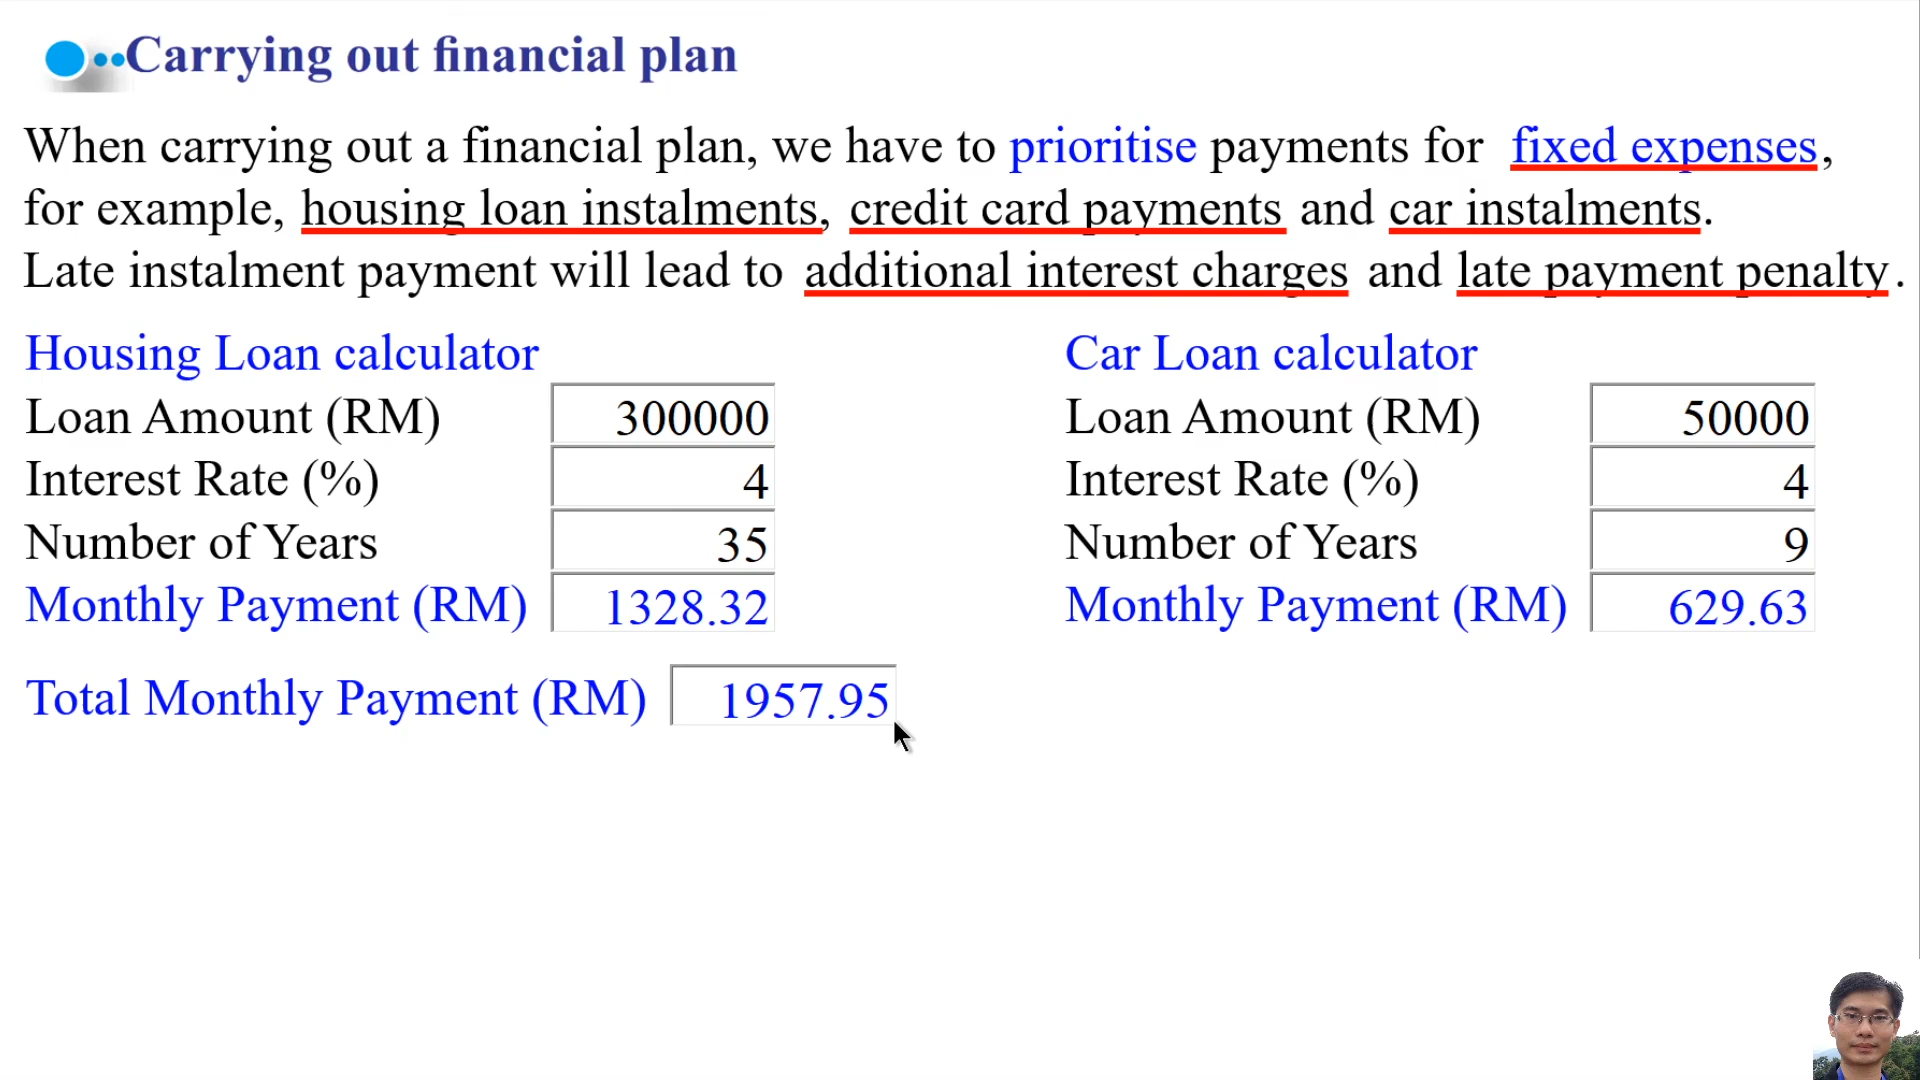 Carrying out financial plan
When carrying out a financial plan, we have to prioritise payments for fixed expenses,
for example, housing loan instalments, credit card payments and car instalments.
Late instalment payment will lead to additional interest charges and late payment penalty.
Housing Loan calculator
Loan Amount (RM) 300000
Interest Rate (%) 4
Number of Years 35
Monthly Payment (RM) 1328.32
Car Loan calculator
Loan Amount (RM) 50000
Interest Rate (%) 4
Number of Years 9
Monthly Payment (RM) 629.63
Total Monthly Payment (RM) 1957.95